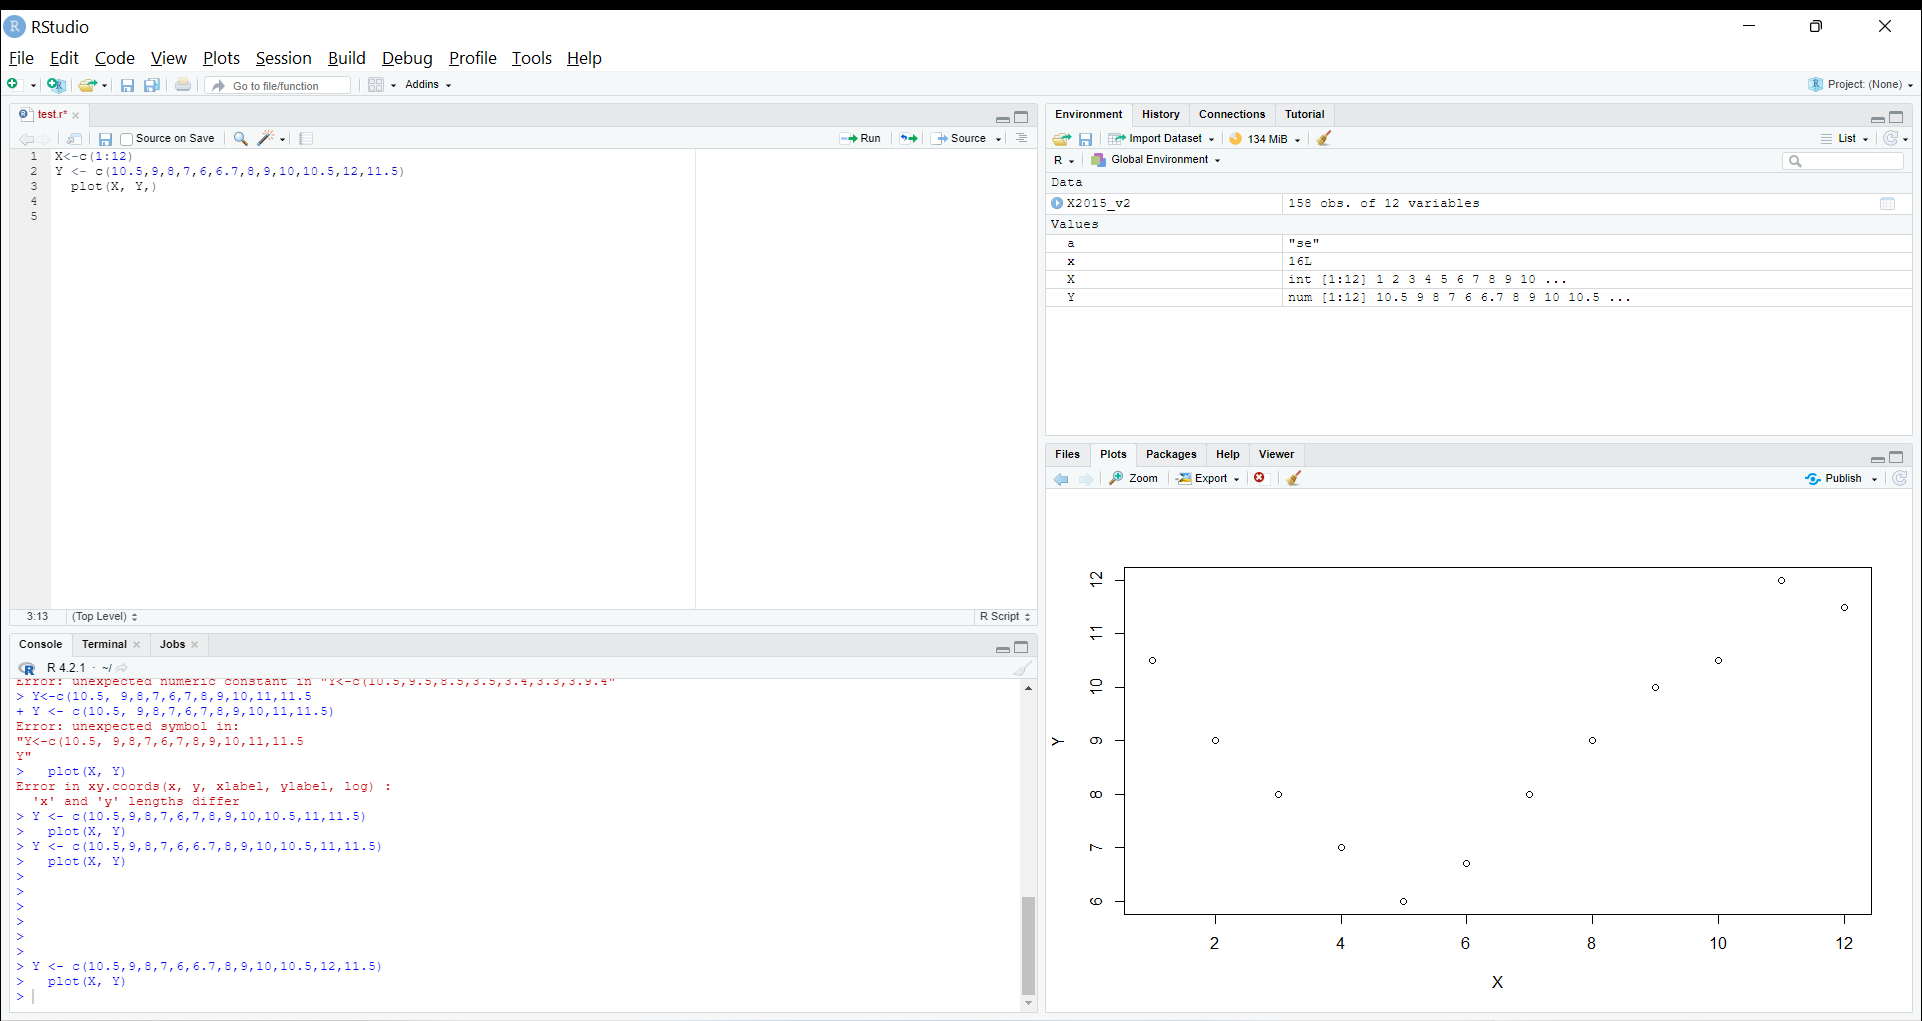 RStudio
File Edit Code View Plots Session Build Debug Profile Tools Help
Go to file/function Addins Project: (None)
test.r*
Source on Save Run Source
1 X<-c(1:12)
2 Y <- c(10.5,9,8,7,6,6.7,8,9,10,10.5,12,11.5)
3 plot(X, Y,)
4
5
3:13 (Top Level) R Script
Console Terminal Jobs
R 4.2.1 · ~/
Error: unexpected numeric constant in "Y<-c(10.5,9.5,8.5,3.5,3.4,3.3,3.9.4"
> Y<-c(10.5, 9,8,7,6,7,8,9,10,11,11.5
+ Y <- c(10.5, 9,8,7,6,7,8,9,10,11,11.5)
Error: unexpected symbol in:
"Y<-c(10.5, 9,8,7,6,7,8,9,10,11,11.5
Y"
> plot(X, Y)
Error in xy.coords(x, y, xlabel, ylabel, log) :
'x' and 'y' lengths differ
> Y <- c(10.5,9,8,7,6,7,8,9,10,10.5,11,11.5)
> plot(X, Y)
> Y <- c(10.5,9,8,7,6,6.7,8,9,10,10.5,11,11.5)
> plot(X, Y)
>
>
>
>
>
>
> Y <- c(10.5,9,8,7,6,6.7,8,9,10,10.5,12,11.5)
> plot(X, Y)
>
Environment History Connections Tutorial
Import Dataset 134 MiB List
R Global Environment
Data
X2015_v2 158 obs. of 12 variables
Values
a "se"
x 16L
X int [1:12] 1 2 3 4 5 6 7 8 9 10 ...
Y num [1:12] 10.5 9 8 7 6 6.7 8 9 10 10.5 ...
Files Plots Packages Help Viewer
Zoom Export Publish
12
11
10
9
8
7
6
Y
2 4 6 8 10 12
X